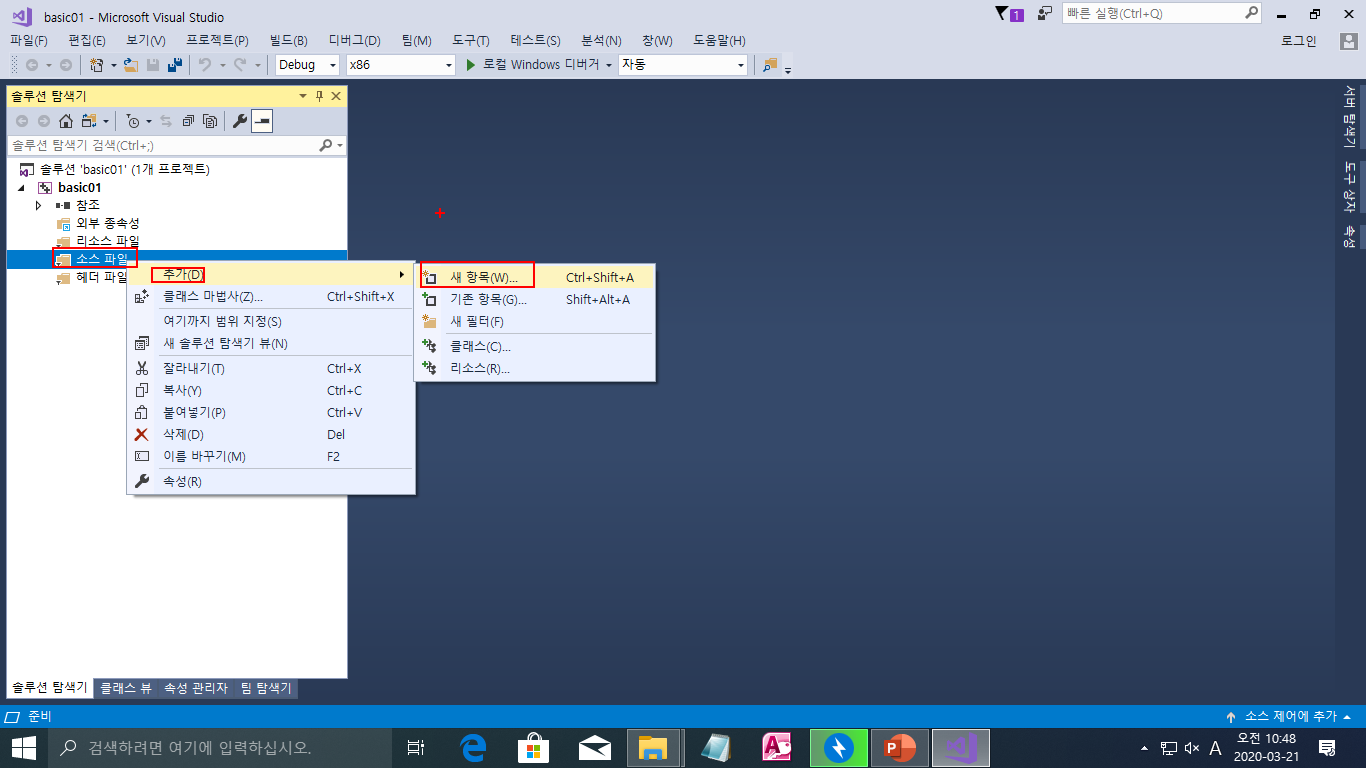 basic01 - Microsoft Visual Studio
1
빠른 실행(Ctrl+Q)
파일(F) 편집(E) 보기(V) 프로젝트(P) 빌드(B) 디버그(D) 팀(M) 도구(T) 테스트(S) 분석(N) 창(W) 도움말(H)
로그인
Debug x86 로컬 Windows 디버거 자동
솔루션 탐색기
솔루션 탐색기 검색(Ctrl+;)
솔루션 'basic01' (1개 프로젝트)
basic01
참조
외부 종속성
리소스 파일
소스 파일
헤더 파일
추가(D)
클래스 마법사(Z)... Ctrl+Shift+X
여기까지 범위 지정(S)
새 솔루션 탐색기 뷰(N)
잘라내기(T) Ctrl+X
복사(Y) Ctrl+C
붙여넣기(P) Ctrl+V
삭제(D) Del
이름 바꾸기(M) F2
속성(R)
새 항목(W)... Ctrl+Shift+A
기존 항목(G)... Shift+Alt+A
새 필터(F)
클래스(C)...
리소스(R)...
서버 탐색기
도구 상자
속성
솔루션 탐색기 클래스 뷰 속성 관리자 팀 탐색기
준비
소스 제어에 추가
검색하려면 여기에 입력하십시오.
A
오전 10:48
2020-03-21